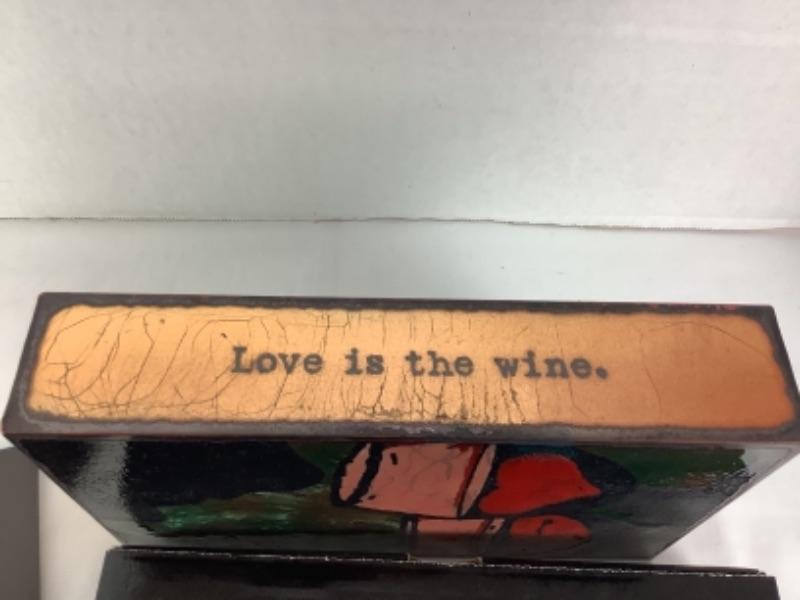 Love is the wine.